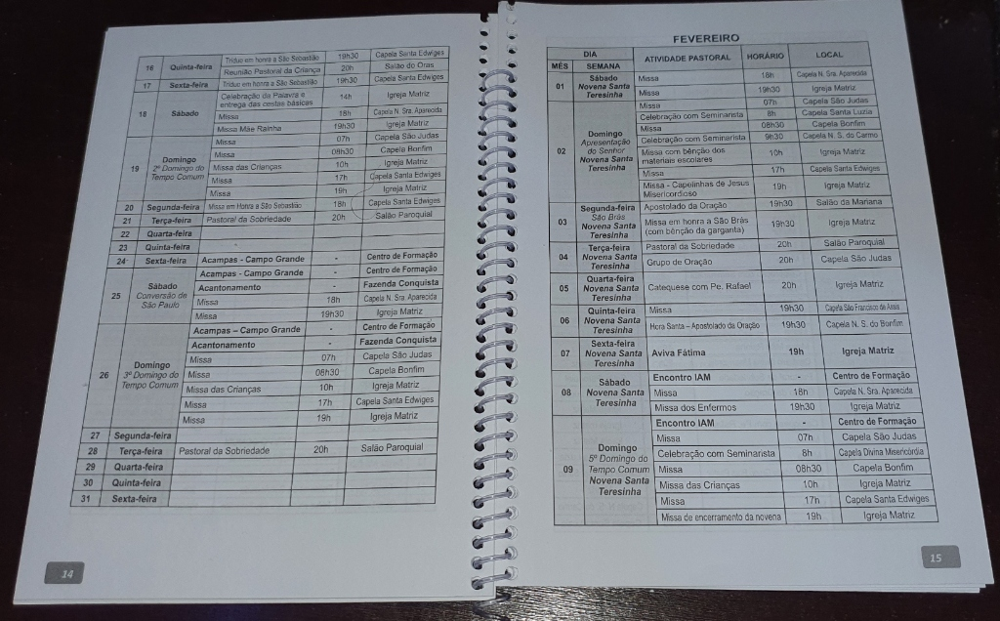 16 Quinta-feira Tríduo em honra a São Sebastião 19h30 Capela Santa Edwiges
Reunião Pastoral da Criança 20h Salão do Oras
17 Sexta-feira Tríduo em honra a São Sebastião 19h30 Capela Santa Edwiges
18 Sábado Celebração da Palavra e entrega das cestas básicas 14h Igreja Matriz
Missa 18h Capela N. Sra. Aparecida
Missa Mãe Rainha 19h30 Igreja Matriz
19 Domingo 2º Domingo do Tempo Comum Missa 07h Capela São Judas
Missa 08h30 Capela Bonfim
Missa das Crianças 10h Igreja Matriz
Missa 17h Capela Santa Edwiges
Missa 19h Igreja Matriz
20 Segunda-feira Missa em Honra a São Sebastião 18h Capela Santa Edwiges
21 Terça-feira Pastoral da Sobriedade 20h Salão Paroquial
22 Quarta-feira
23 Quinta-feira -
24 Sexta-feira Acampas - Campo Grande - Centro de Formação
25 Sábado Conversão de São Paulo Acampas - Campo Grande - Centro de Formação
Acantonamento - Fazenda Conquista
Missa 18h Capela N. Sra. Aparecida
Missa 19h30 Igreja Matriz
26 Domingo 3º Domingo do Tempo Comum Acampas – Campo Grande - Centro de Formação
Acantonamento - Fazenda Conquista
Missa 07h Capela São Judas
Missa 08h30 Capela Bonfim
Missa das Crianças 10h Igreja Matriz
Missa 17h Capela Santa Edwiges
Missa 19h Igreja Matriz
27 Segunda-feira
28 Terça-feira Pastoral da Sobriedade 20h Salão Paroquial
29 Quarta-feira
30 Quinta-feira
31 Sexta-feira
14
FEVEREIRO
DIA ATIVIDADE PASTORAL HORÁRIO LOCAL
MÊS SEMANA
01 Sábado Novena Santa Teresinha Missa 18h Capela N. Sra. Aparecida
Missa 19h30 Igreja Matriz
02 Domingo Apresentação do Senhor Novena Santa Teresinha Missa 07h Capela São Judas
Celebração com Seminarista 8h Capela Santa Luzia
Missa 08h30 Capela Bonfim
Celebração com Seminarista 9h30 Capela N. S. do Carmo
Missa com bênção dos materiais escolares 10h Igreja Matriz
Missa 17h Capela Santa Edwiges
Missa - Capelinhas de Jesus Misericordioso 19h Igreja Matriz
03 Segunda-feira São Brás Novena Santa Teresinha Apostolado da Oração 19h30 Salão da Mariana
Missa em honra a São Brás (com bênção da garganta) 19h30 Igreja Matriz
04 Terça-feira Novena Santa Teresinha Pastoral da Sobriedade 20h Salão Paroquial
Grupo de Oração 20h Capela São Judas
05 Quarta-feira Novena Santa Teresinha Catequese com Pe. Rafael 20h Igreja Matriz
06 Quinta-feira Novena Santa Teresinha Missa 19h30 Capela São Francisco de Assis
Hora Santa – Apostolado da Oração 19h30 Capela N. S. do Bonfim
07 Sexta-feira Novena Santa Teresinha Aviva Fátima 19h Igreja Matriz
08 Sábado Novena Santa Teresinha Encontro IAM - Centro de Formação
Missa 18h Capela N. Sra. Aparecida
Missa dos Enfermos 19h30 Igreja Matriz
09 Domingo 5º Domingo do Tempo Comum Novena Santa Teresinha Encontro IAM - Centro de Formação
Missa 07h Capela São Judas
Celebração com Seminarista 8h Capela Divina Misericórdia
Missa 08h30 Capela Bonfim
Missa das Crianças 10h Igreja Matriz
Missa 17h Capela Santa Edwiges
Missa de encerramento da novena 19h Igreja Matriz
15